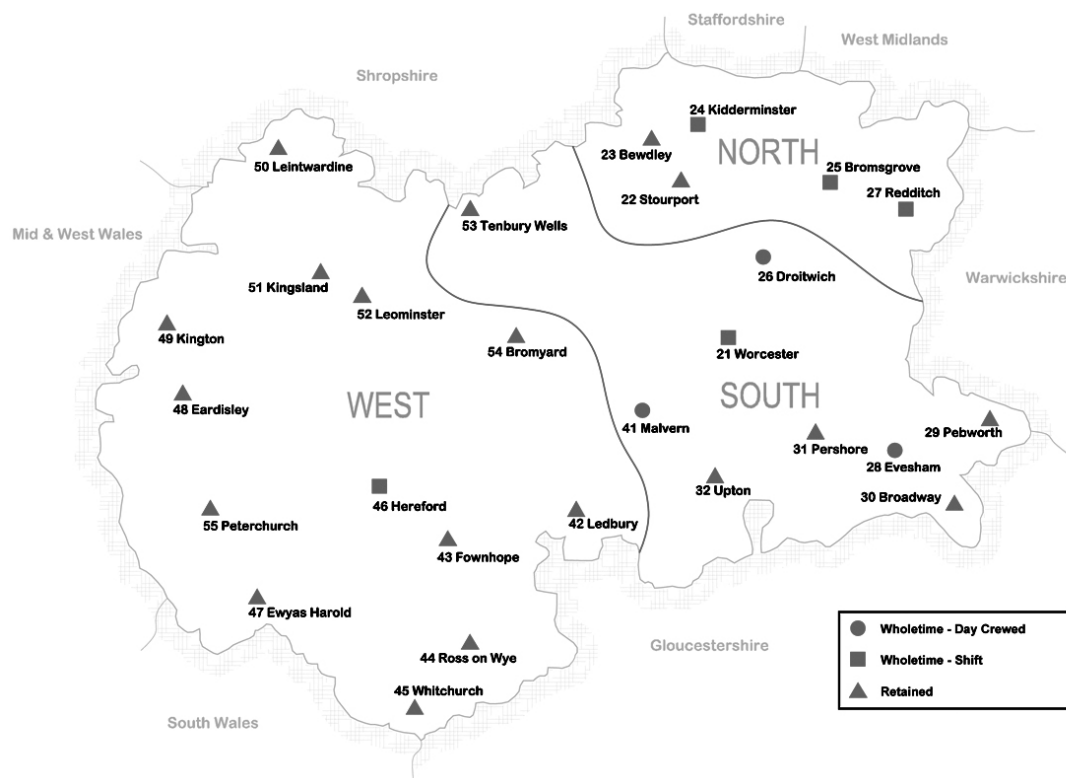 Staffordshire
West Midlands
Shropshire
24 Kidderminster
23 Bewdley
NORTH
50 Leintwardine
25 Bromsgrove
22 Stourport
27 Redditch
53 Tenbury Wells
Mid & West Wales
26 Droitwich
Warwickshire
51 Kingsland
52 Leominster
49 Kington
54 Bromyard
21 Worcester
48 Eardisley
WEST
SOUTH
41 Malvern
29 Pebworth
31 Pershore
28 Evesham
32 Upton
30 Broadway
46 Hereford
55 Peterchurch
42 Ledbury
43 Fownhope
47 Ewyas Harold
Gloucestershire
44 Ross on Wye
45 Whitchurch
South Wales
Wholetime - Day Crewed
Wholetime - Shift
Retained